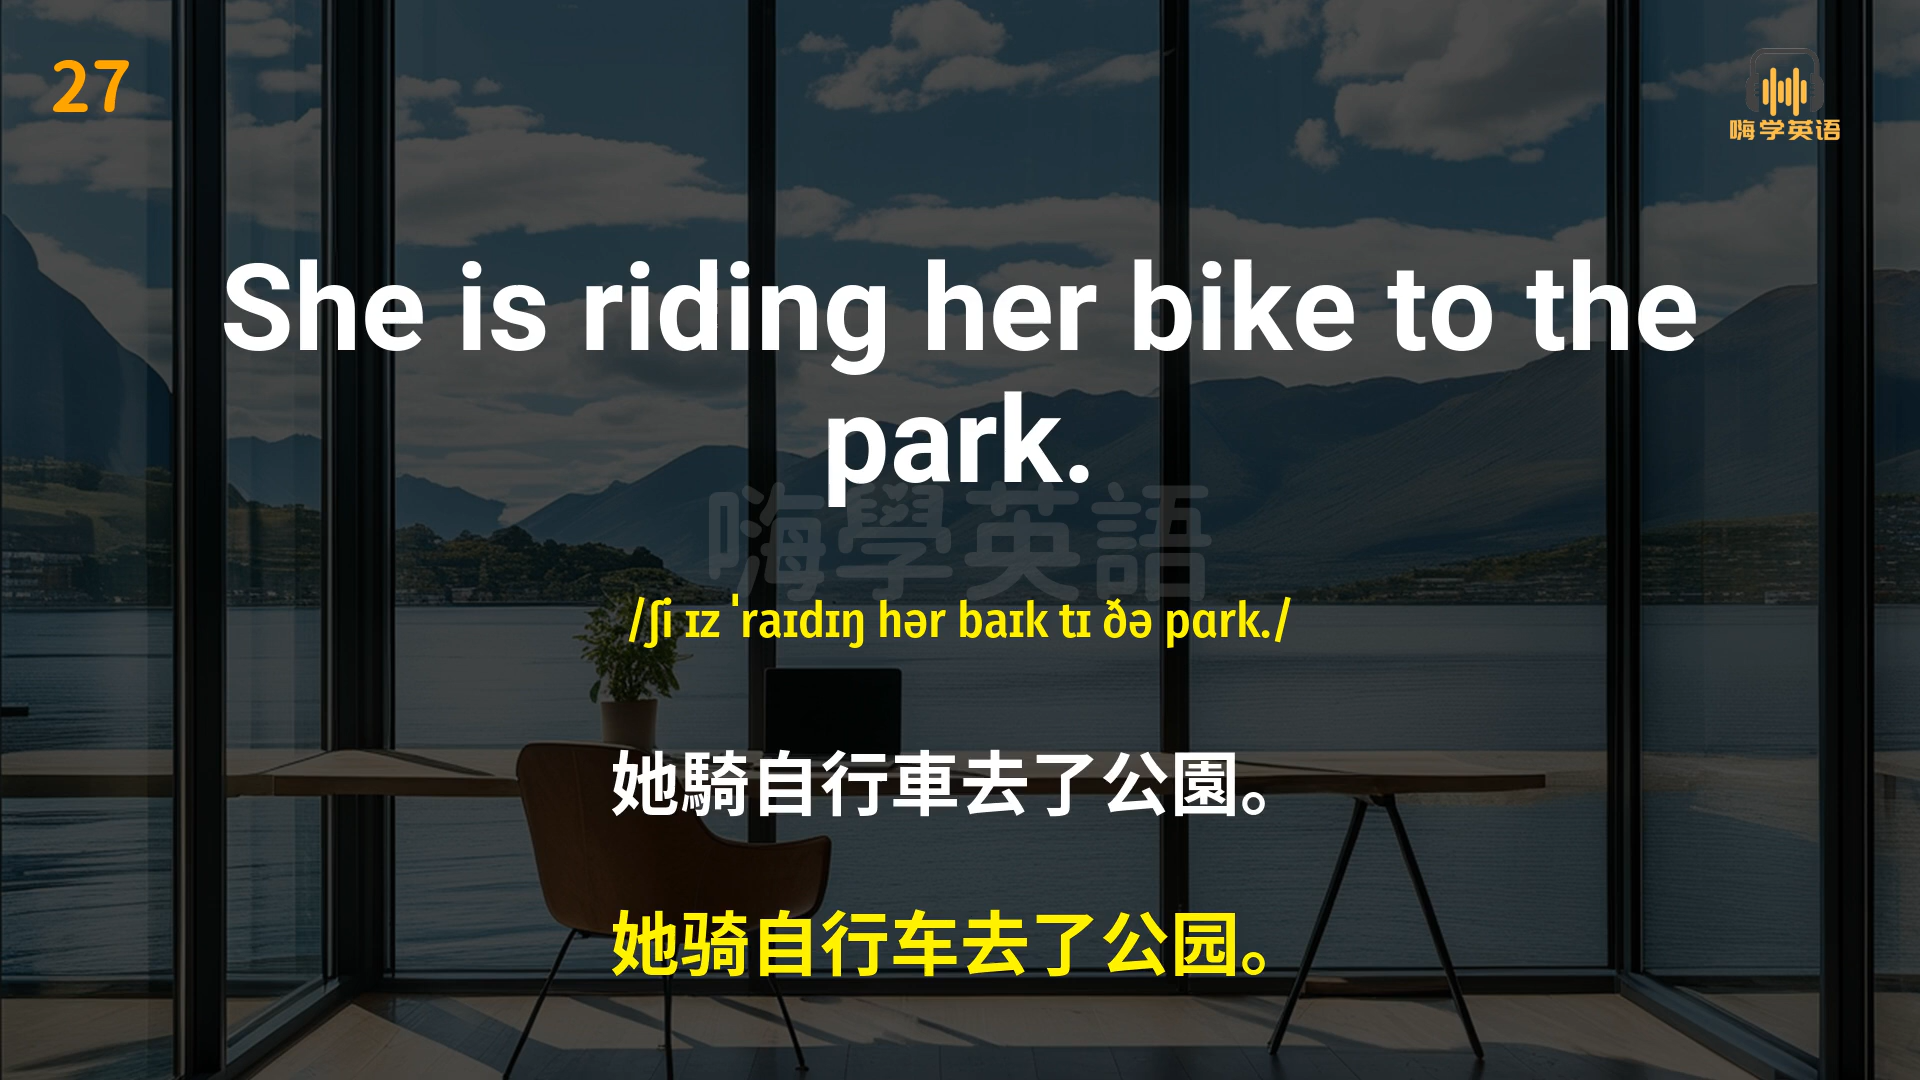 27
嗨学英语
She is riding her bike to the
park.
嗨學英語
/ʃi ɪz ˈraɪdɪŋ hər baɪk tɪ ðə pɑrk./
她騎自行車去了公園。
她骑自行车去了公园。